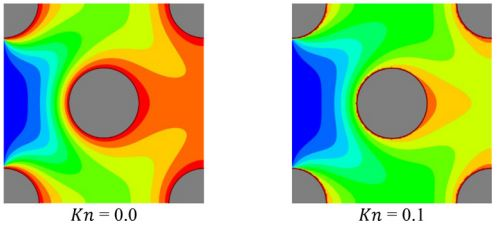 Kn = 0.0
Kn = 0.1